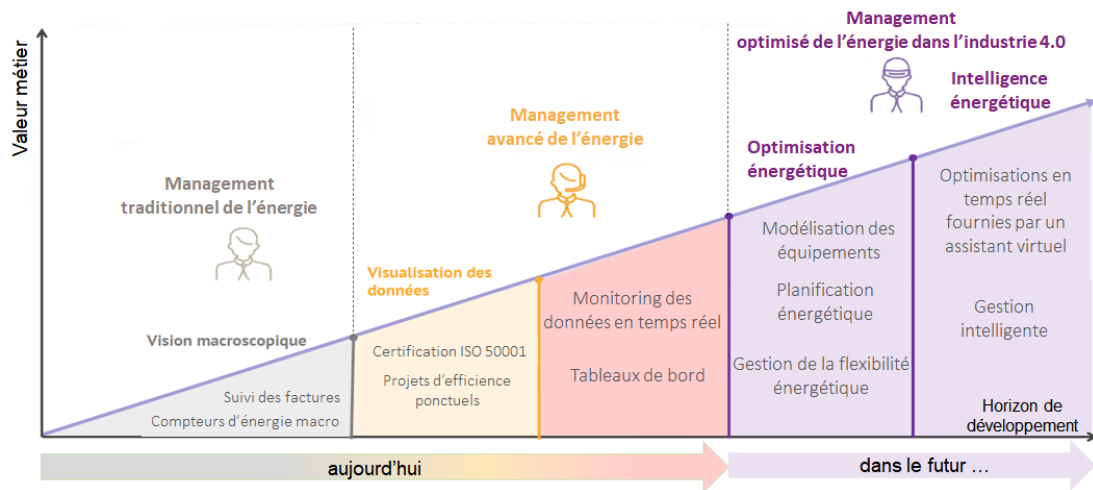 Valeur métier
Management
traditionnel de l'énergie
Vision macroscopique
Suivi des factures
Compteurs d'énergie macro
Management
avancé de l'énergie
Visualisation des
données
Certification ISO 50001
Projets d'efficience
ponctuels
Monitoring des
données en temps réel
Tableaux de bord
Management
optimisé de l'énergie dans l'industrie 4.0
Optimisation
énergétique
Modélisation des
équipements
Planification
énergétique
Gestion de la flexibilité
énergétique
Intelligence
énergétique
Optimisations en
temps réel
fournies par un
assistant virtuel
Gestion
intelligente
Horizon de
développement
aujourd'hui
dans le futur ...